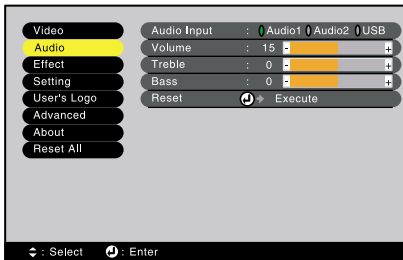 Video
Audio
Effect
Setting
User's Logo
Advanced
About
Reset All
Audio Input : Audio1 Audio2 USB
Volume : 15 - +
Treble : 0 - +
Bass : 0 - +
Reset Execute
: Select : Enter